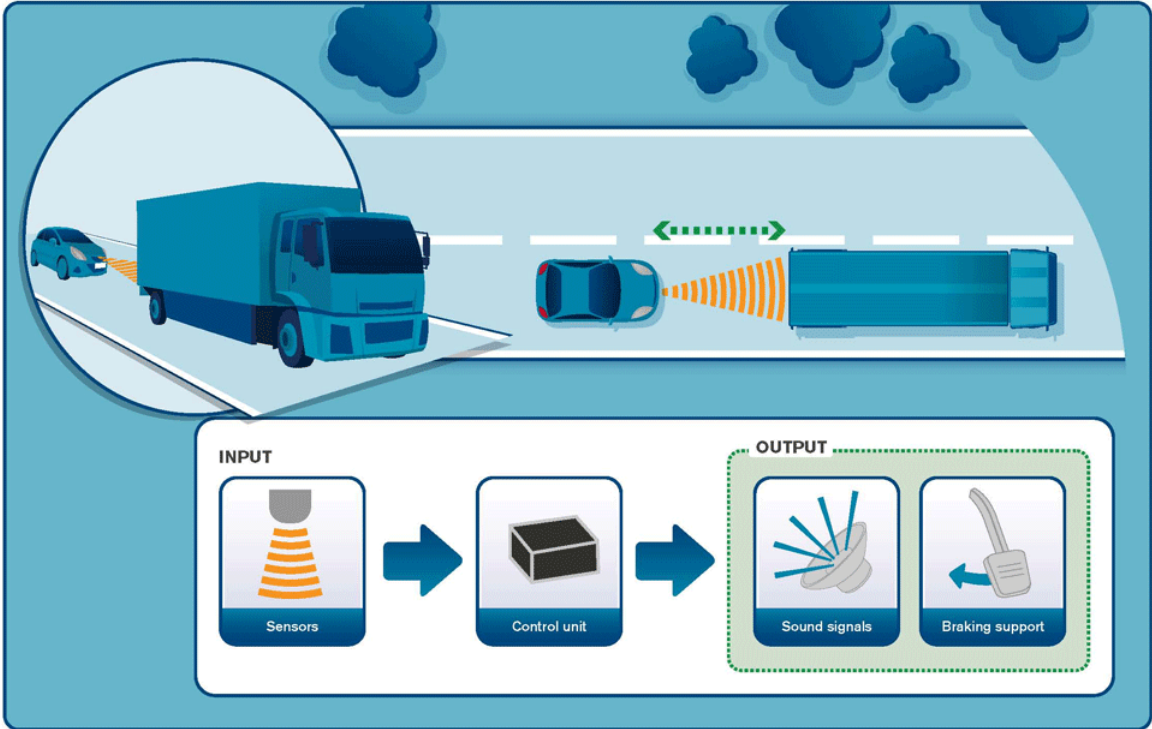 INPUT
OUTPUT
Sensors
Control unit
Sound signals
Braking support